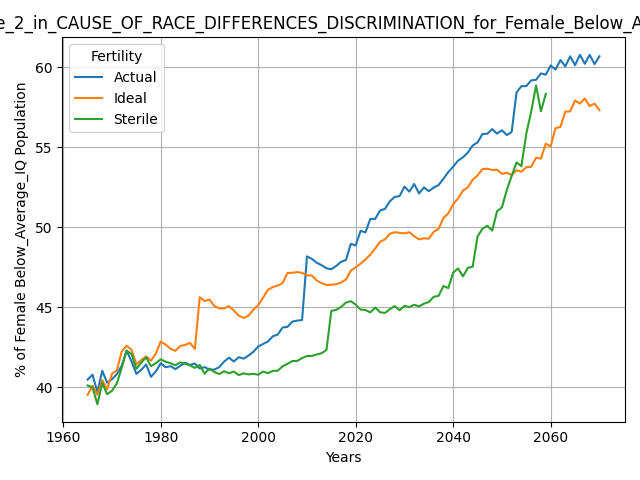 e_2_in_CAUSE_OF_RACE_DIFFERENCES_DISCRIMINATION_for_Female_Below_A
Fertility
Actual
Ideal
Sterile
% of Female Below_Average_IQ Population
60
55
50
45
40
1960 1980 2000 2020 2040 2060
Years